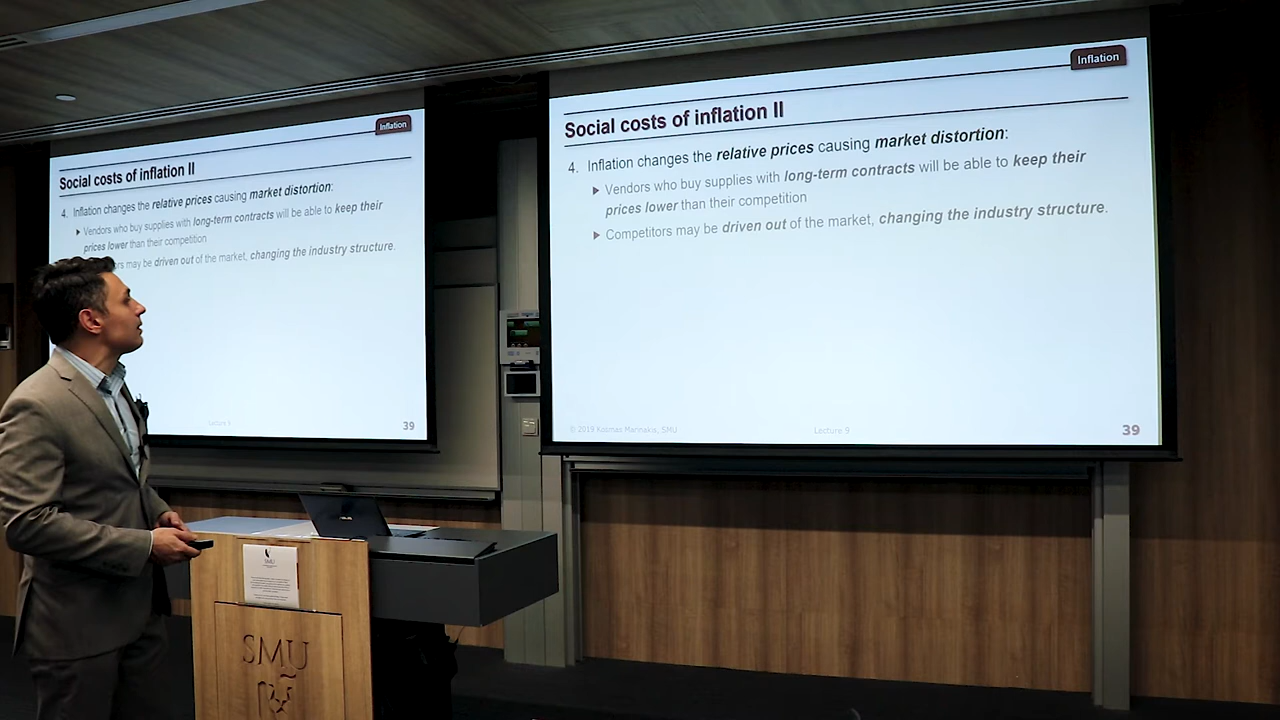 Inflation
Social costs of inflation II
4. Inflation changes the relative prices causing market distortion:
Vendors who buy supplies with long-term contracts will be able to keep their
prices lower than their competition
ors may be driven out of the market, changing the industry structure.
39
Inflation
Social costs of inflation II
4. Inflation changes the relative prices causing market distortion:
Vendors who buy supplies with long-term contracts will be able to keep their
prices lower than their competition
Competitors may be driven out of the market, changing the industry structure.
© 2019 Kosmas Marinakis, SMU
Lecture 9
39
SMU
SMU